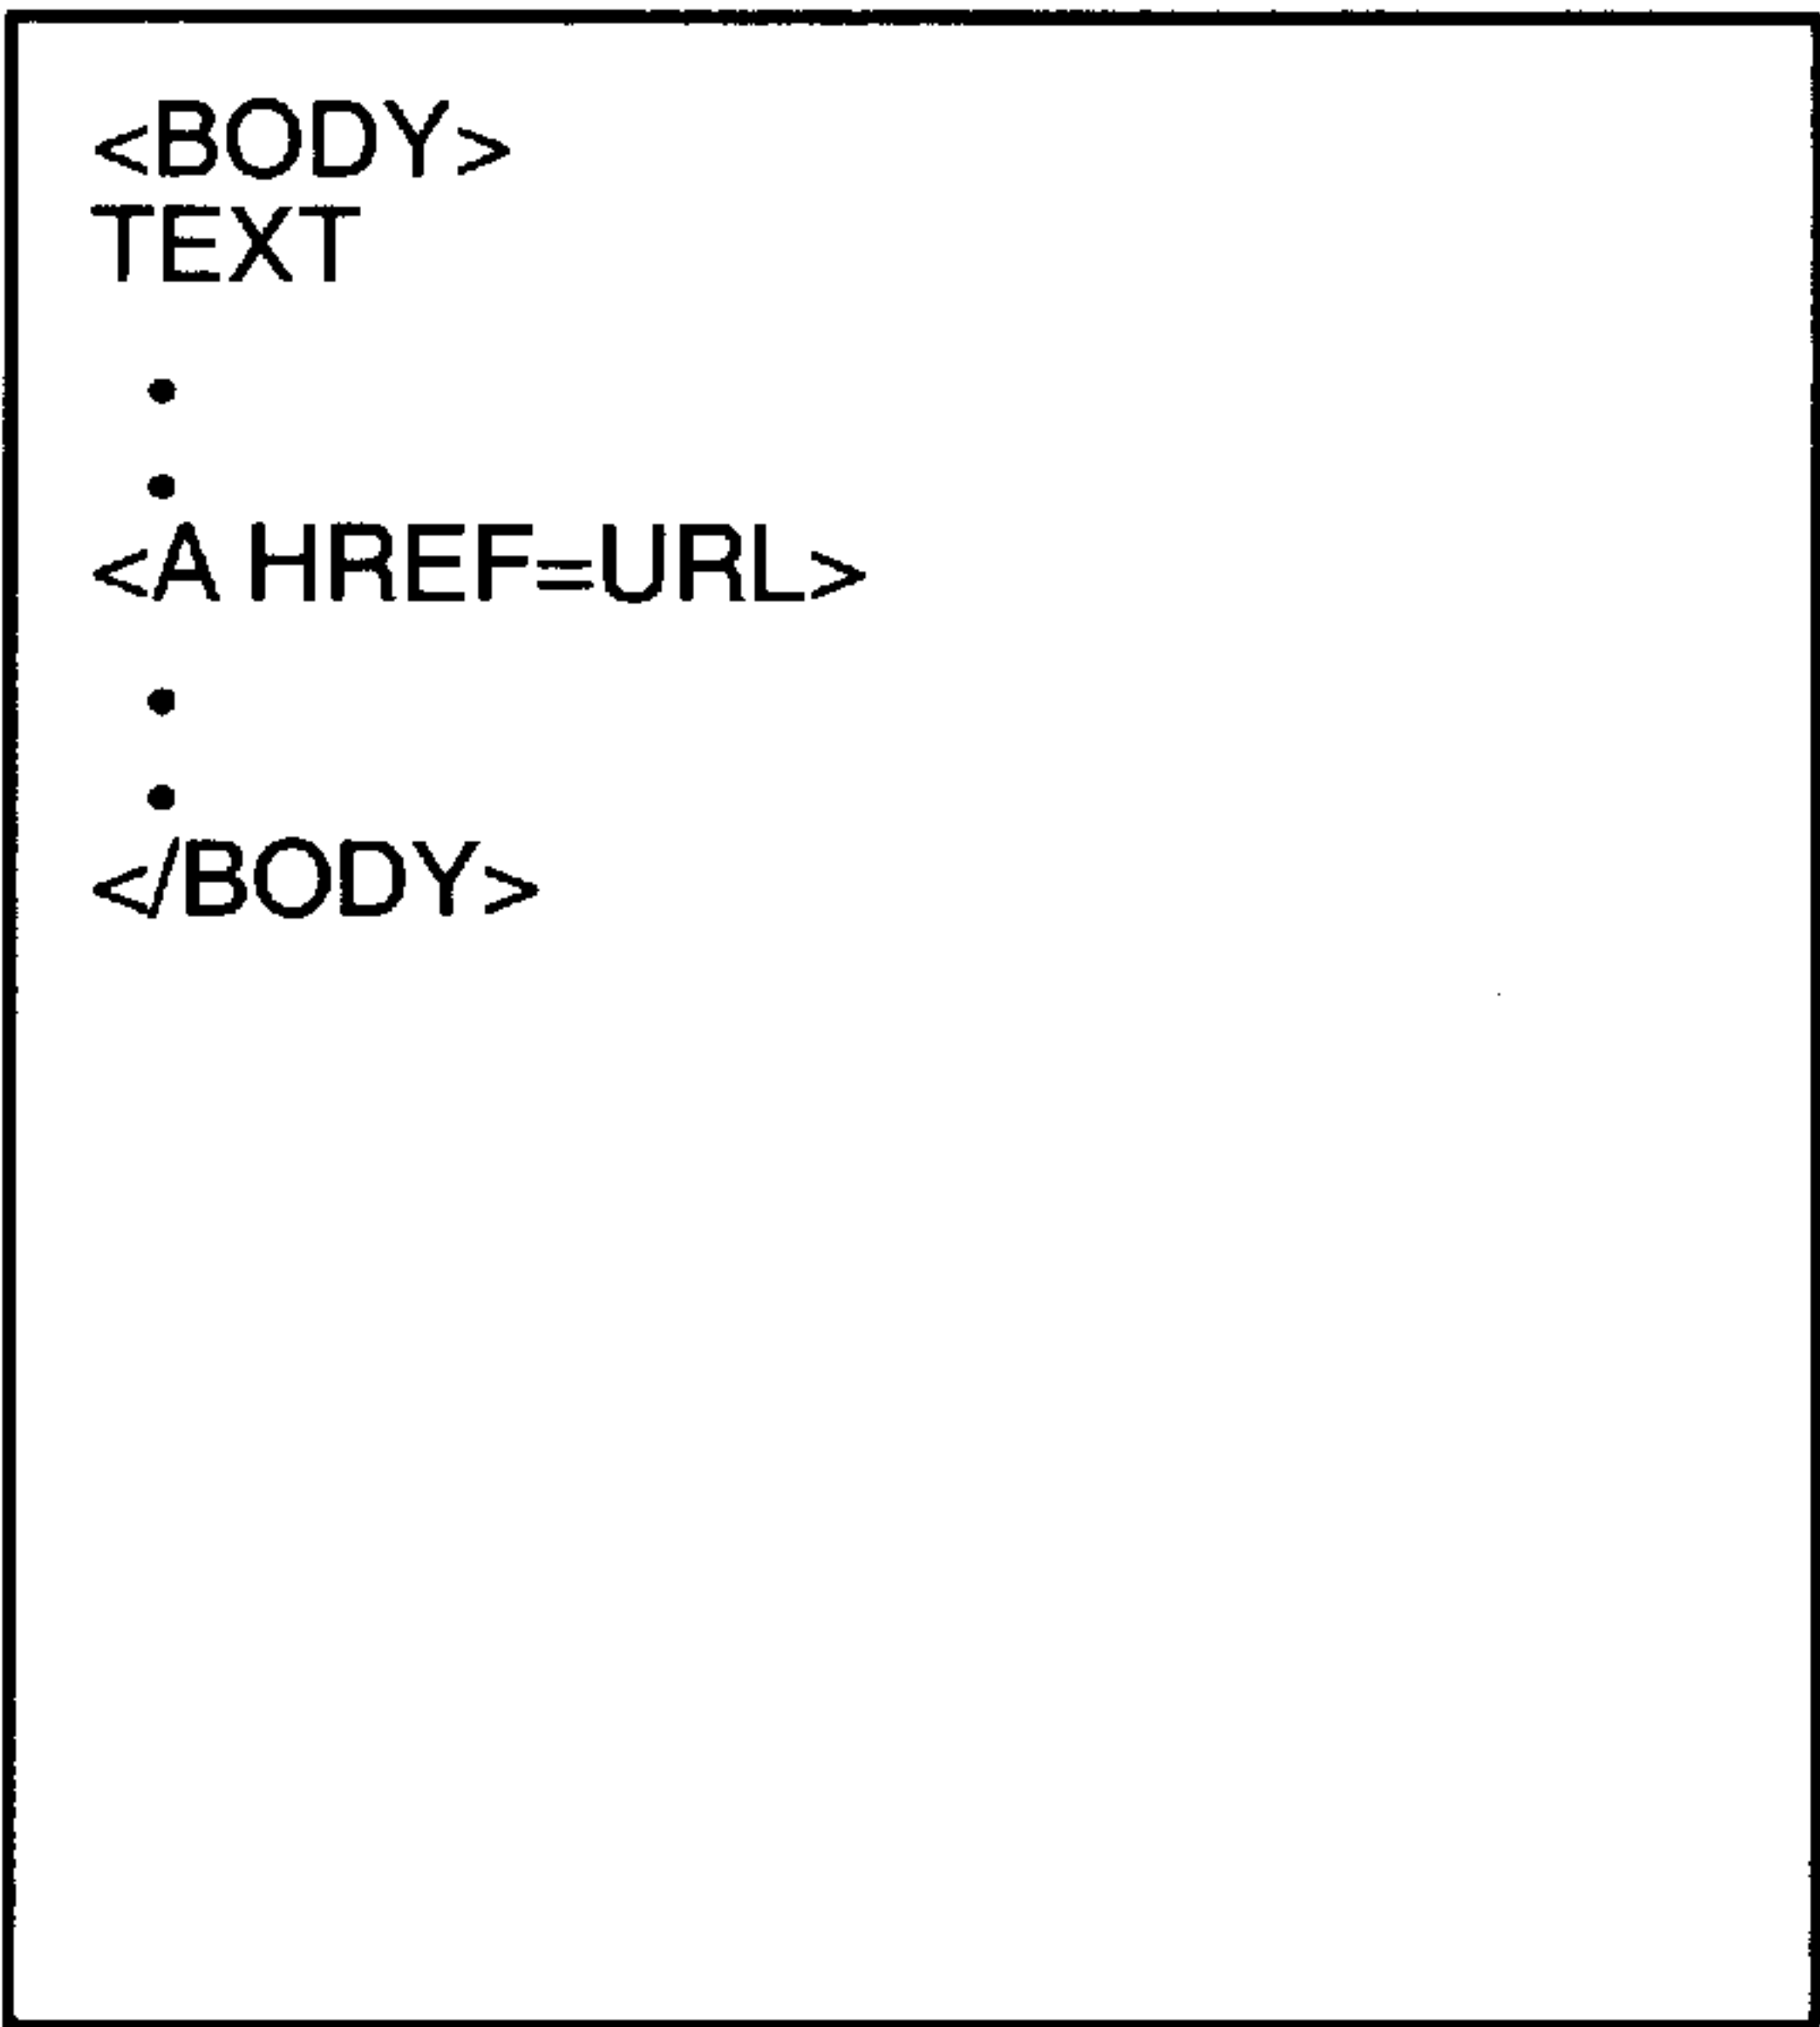 <BODY>
TEXT
•
•
<A HREF=URL>
•
•
</BODY>